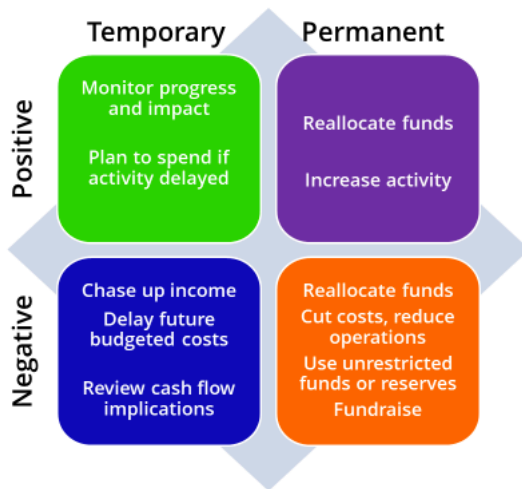 Temporary
Permanent
Positive
Monitor progress
and impact
Plan to spend if
activity delayed
Reallocate funds
Increase activity
Negative
Chase up income
Delay future
budgeted costs
Review cash flow
implications
Reallocate funds
Cut costs, reduce
operations
Use unrestricted
funds or reserves
Fundraise